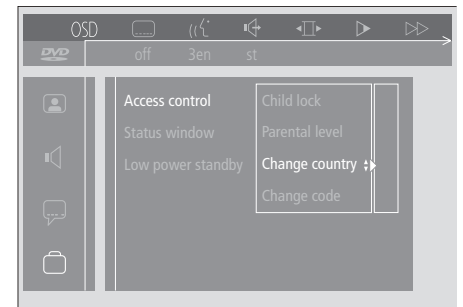 OSD
DVD off 3en st
Access control Child lock
Status window Parental level
Low power standby Change country
Change code